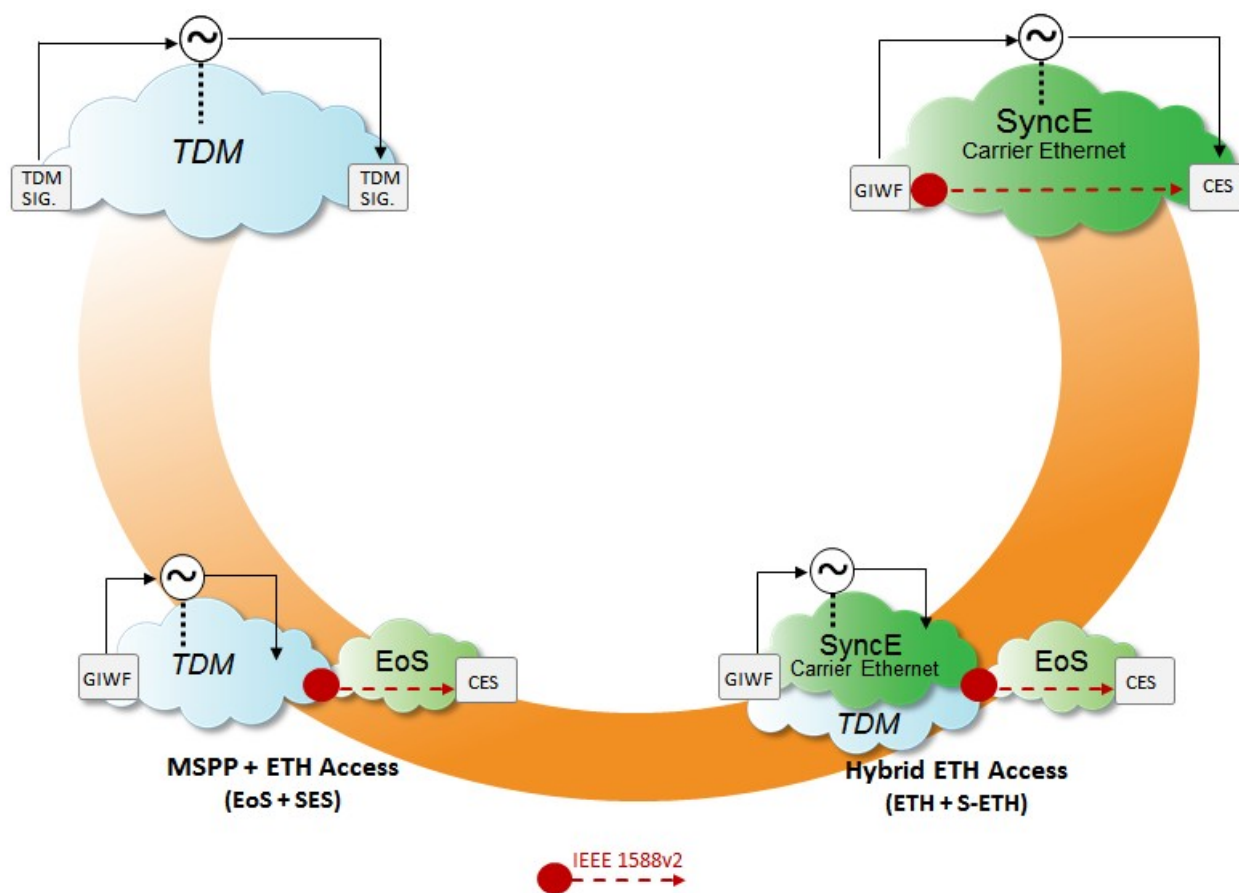 TDM
TDM
SIG.
TDM
SIG.
SyncE
Carrier Ethernet
GIWF
CES
TDM
GIWF
EoS
CES
MSPP + ETH Access
(EoS + SES)
SyncE
Carrier Ethernet
GIWF
TDM
EoS
CES
Hybrid ETH Access
(ETH + S-ETH)
IEEE 1588v2